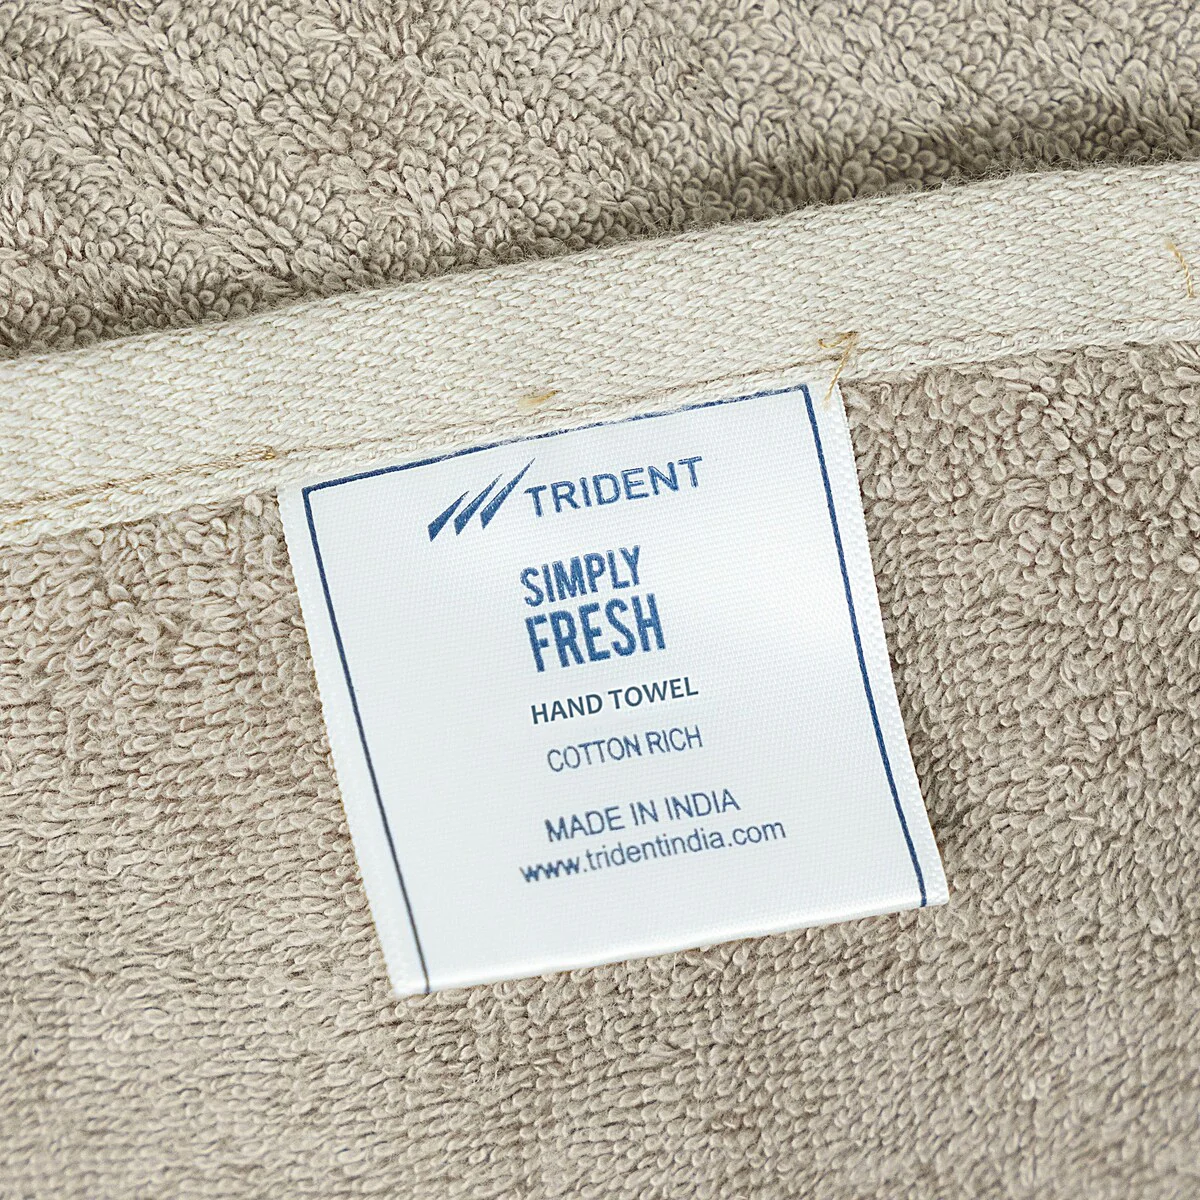 TRIDENT
SIMPLY
FRESH
HAND TOWEL
COTTON RICH
MADE IN INDIA
www.tridentindia.com